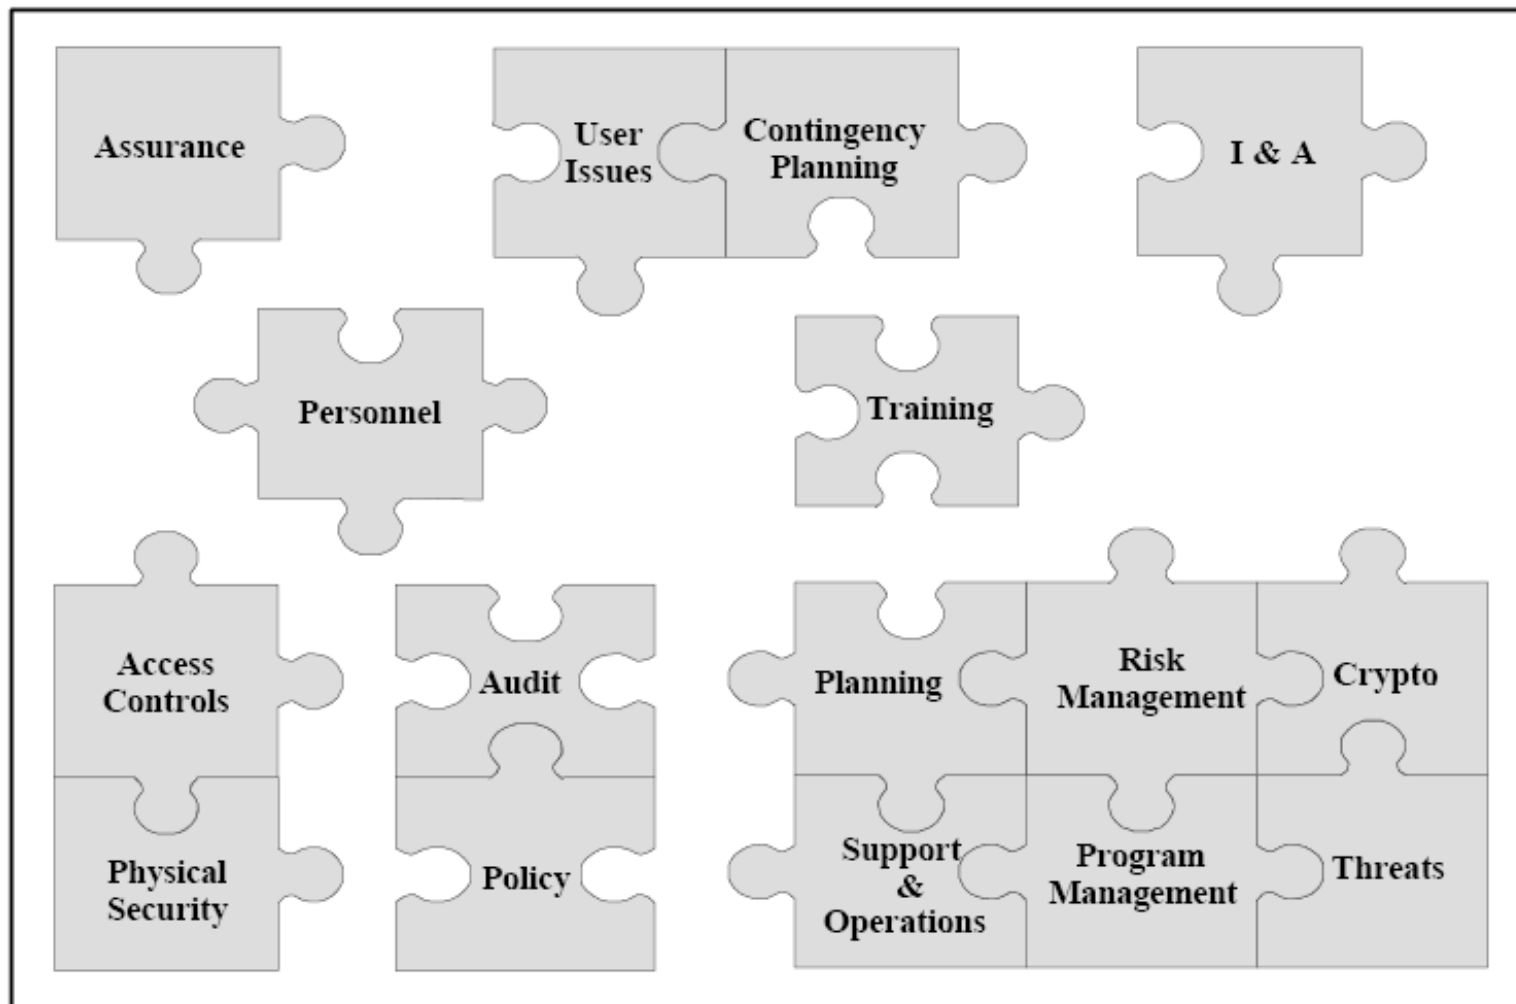 Assurance
User
Issues
Contingency
Planning
I & A
Personnel
Training
Access
Controls
Audit
Planning
Risk
Management
Crypto
Physical
Security
Policy
Support
&
Operations
Program
Management
Threats